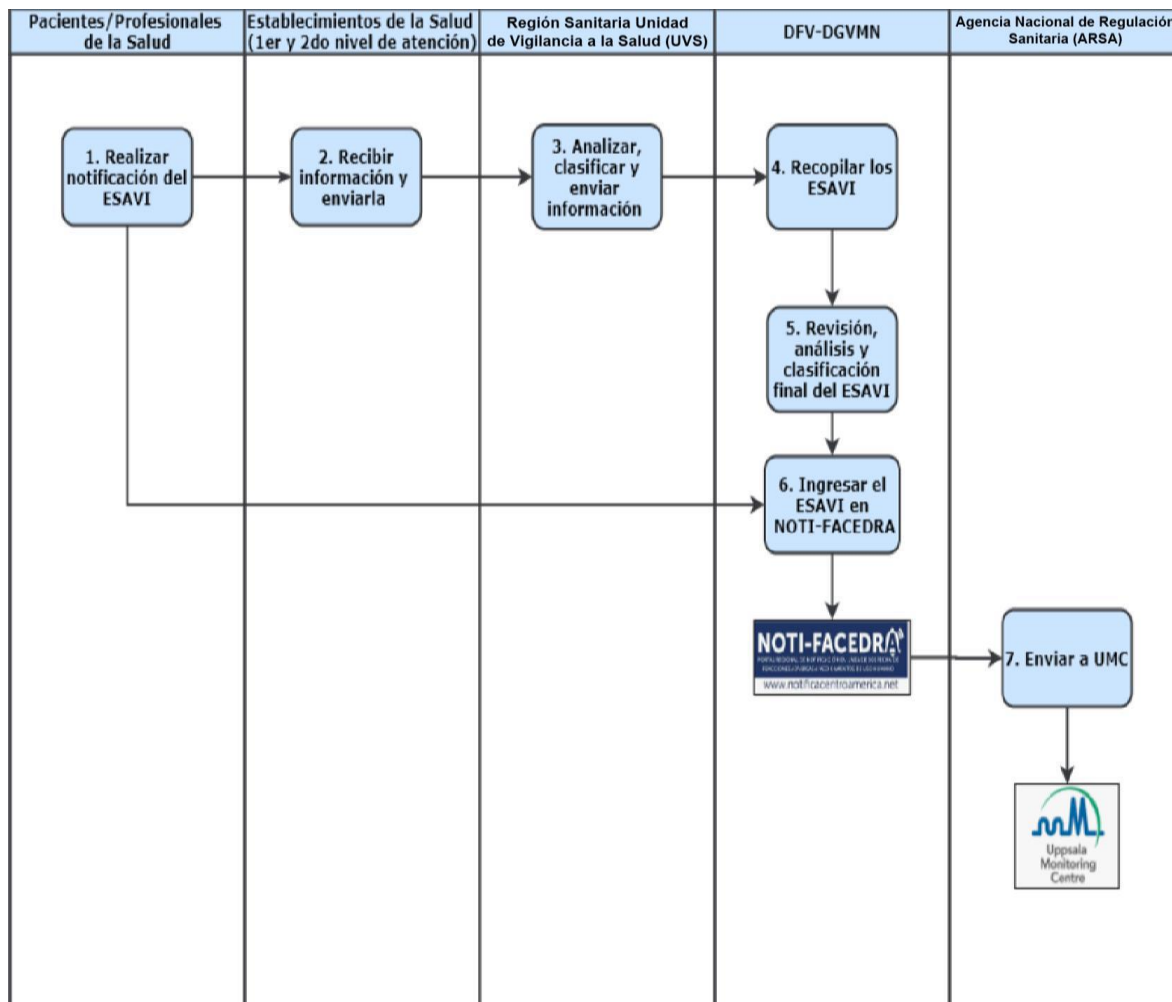 Pacientes/Profesionales
de la Salud
Establecimientos de la Salud
(1er y 2do nivel de atención)
Región Sanitaria Unidad
de Vigilancia a la Salud (UVS)
DFV-DGVMN
Agencia Nacional de Regulación
Sanitaria (ARSA)
1. Realizar
notificación del
ESAVI
2. Recibir
información y
enviarla
3. Analizar,
clasificar y
enviar
información
4. Recopilar los
ESAVI
5. Revisión,
análisis y
clasificación
final del ESAVI
6. Ingresar el
ESAVI en
NOTI-FACEDRA
NOTI-FACEDRA
www.notificacentroamerica.net
7. Enviar a UMC
Uppsala
Monitoring
Centre